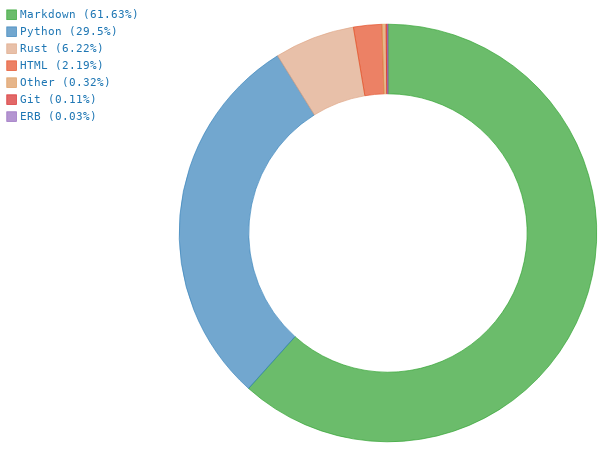 Markdown (61.63%)
Python (29.5%)
Rust (6.22%)
HTML (2.19%)
Other (0.32%)
Git (0.11%)
ERB (0.03%)